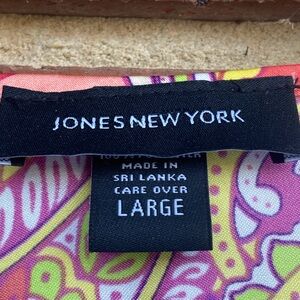 JONES NEW YORK
MADE IN
SRI LANKA
CARE OVER
LARGE